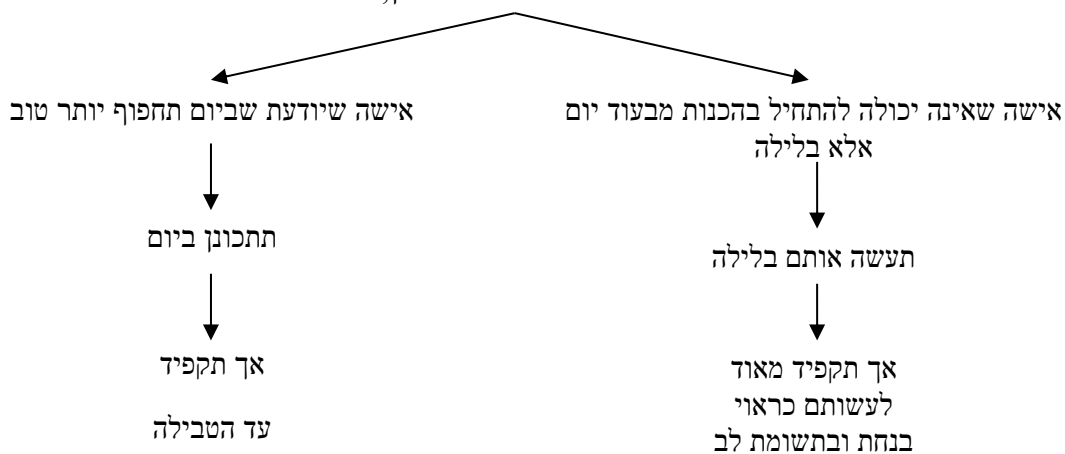 אישה שאינה יכולה להתחיל בהכנות מבעוד יום
אלא בלילה
תעשה אותם בלילה
אך תקפיד מאוד
לעשותם כראוי
בנחת ובתשומת לב
אישה שיודעת שביום תחפוף יותר טוב
תתכונן ביום
אך תקפיד
עד הטבילה